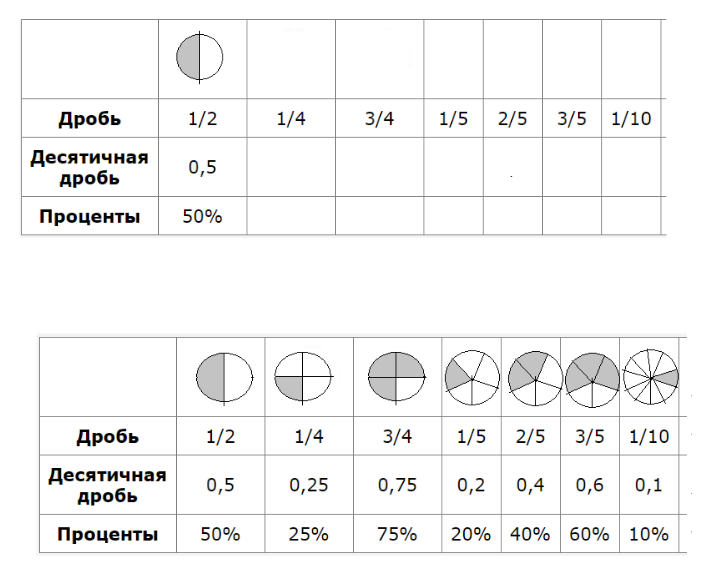 Дробь 1/2 1/4 3/4 1/5 2/5 3/5 1/10
Десятичная
дробь 0,5
Проценты 50%
Дробь 1/2 1/4 3/4 1/5 2/5 3/5 1/10
Десятичная
дробь 0,5 0,25 0,75 0,2 0,4 0,6 0,1
Проценты 50% 25% 75% 20% 40% 60% 10%